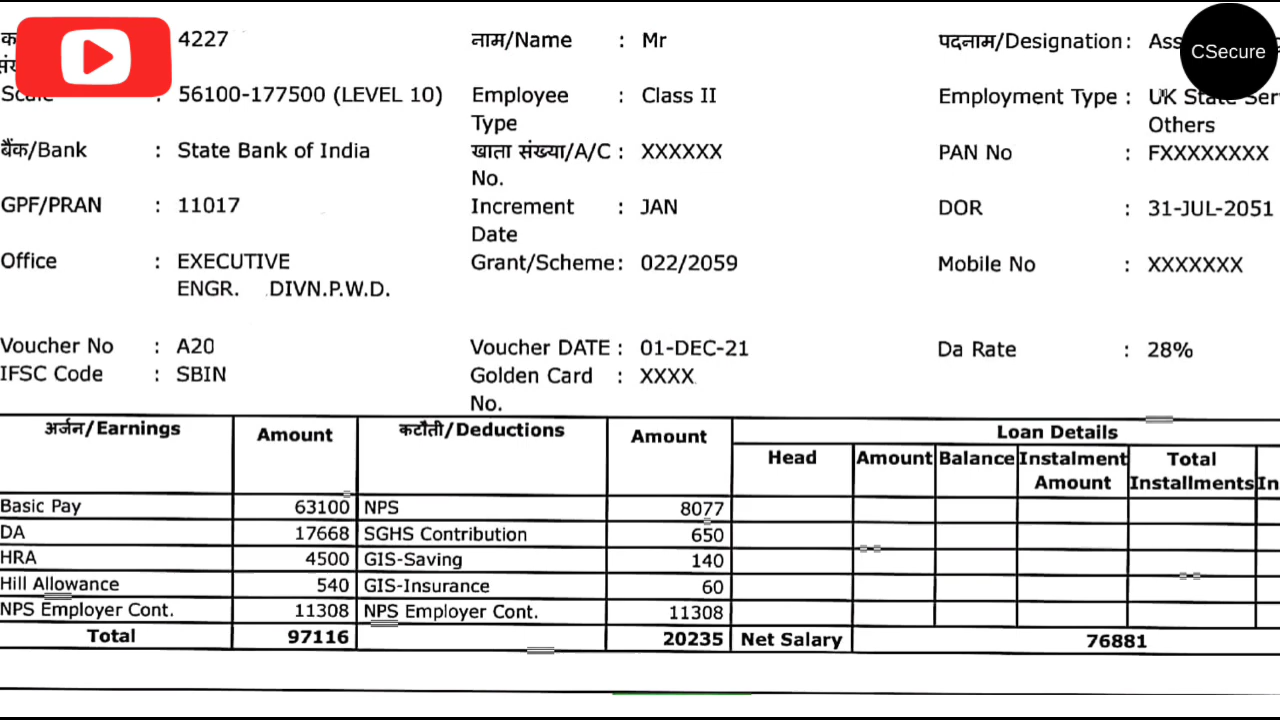 4227 नाम/Name : Mr पदनाम/Designation :
CSecure
: 56100-177500 (LEVEL 10) Employee Type : Class II Employment Type : UK State
Others
बैंक/Bank : State Bank of India खाता संख्या/A/C No. : XXXXXX PAN No : FXXXXXXXX
GPF/PRAN : 11017 Increment Date : JAN DOR : 31-JUL-2051
Office : EXECUTIVE Grant/Scheme : 022/2059 Mobile No : XXXXXXX
ENGR. DIVN.P.W.D.
Voucher No : A20 Voucher DATE : 01-DEC-21 Da Rate : 28%
IFSC Code : SBIN Golden Card No. : XXXX
अर्जन/Earnings Amount कटौती/Deductions Amount Loan Details
Head Amount Balance Instalment Amount Total Installments
Basic Pay 63100 NPS 8077
DA 17668 SGHS Contribution 650
HRA 4500 GIS-Saving 140
Hill Allowance 540 GIS-Insurance 60
NPS Employer Cont. 11308 NPS Employer Cont. 11308
Total 97116 20235 Net Salary 76881